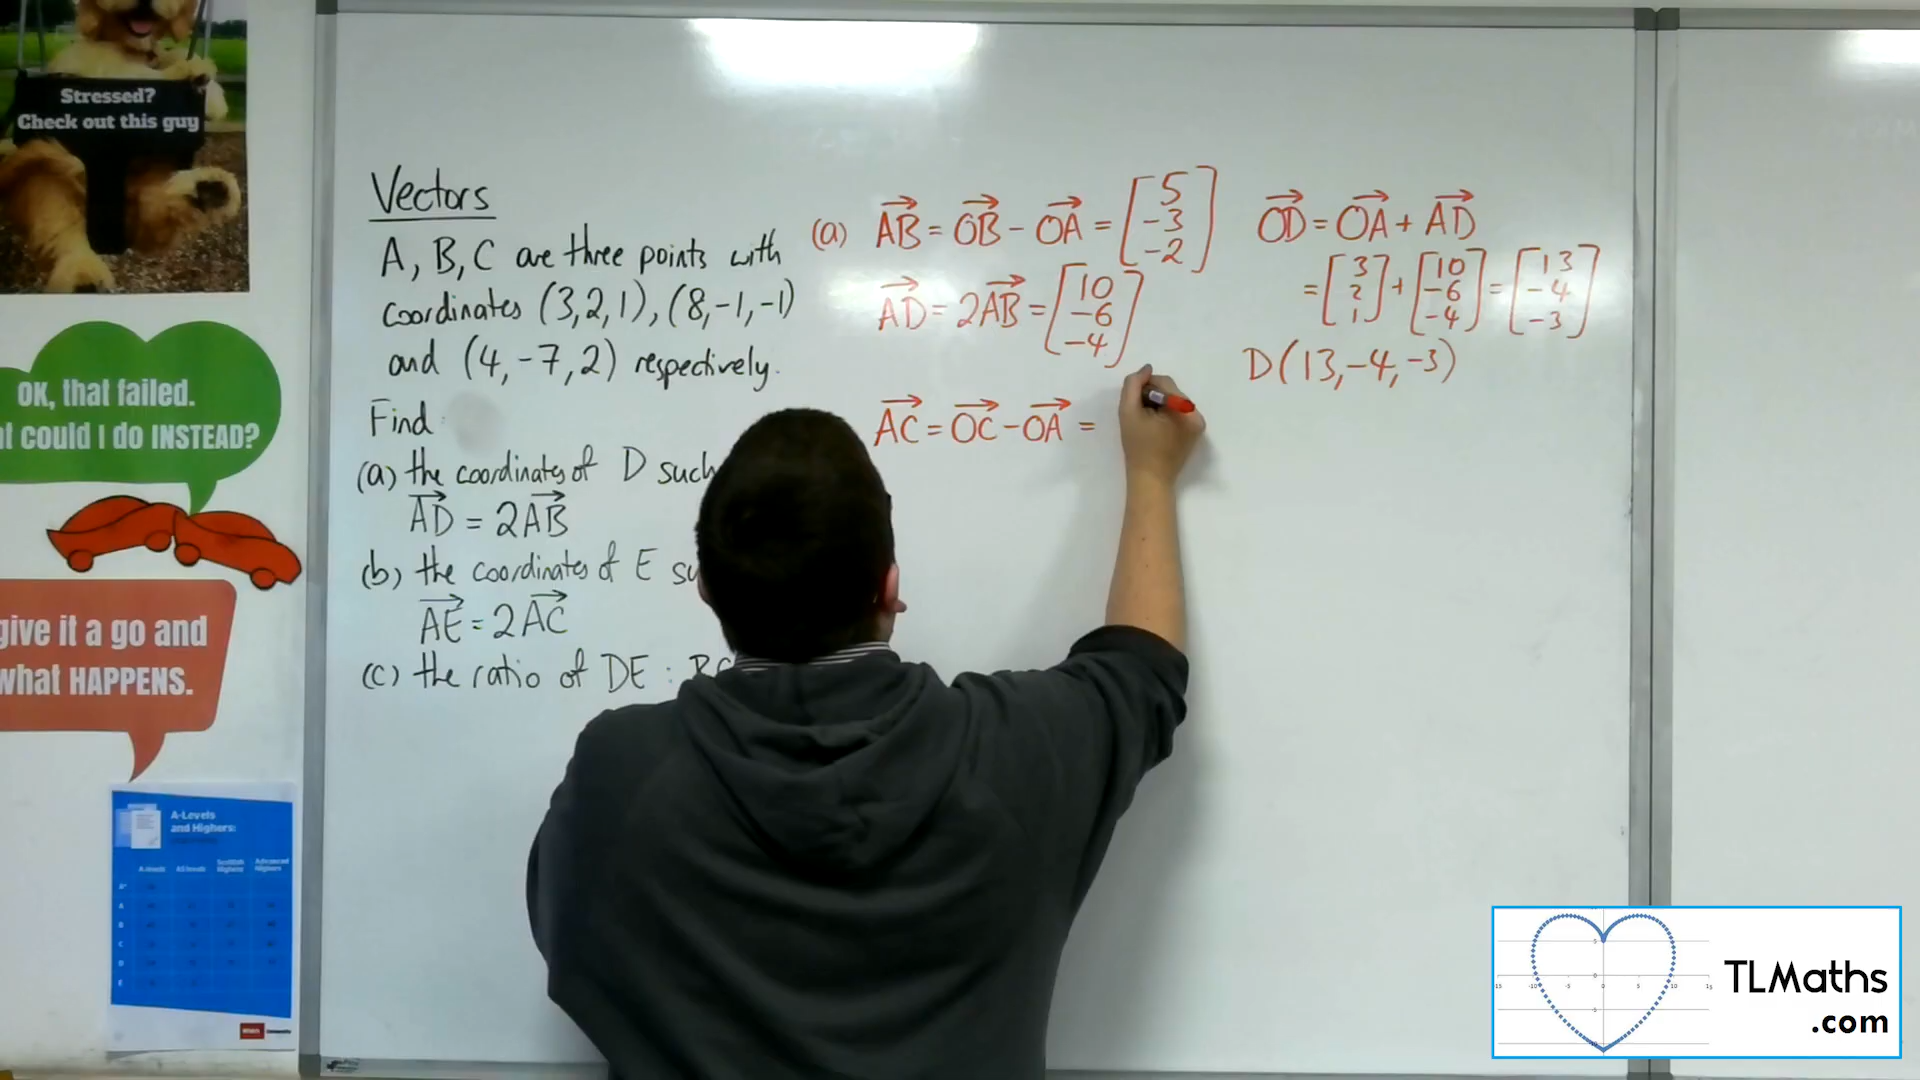 Stressed?
Check out this guy
OK, that failed.
could I do INSTEAD?
give it a go and
what HAPPENS.
A-Levels
and Highers:
Vectors
A, B, C are three points with
coordinates (3,2,1), (8,-1,-1)
and (4,-7,2) respectively.
Find
(a) the coordinates of D such
AD = 2AB
(b) the coordinates of E
AE = 2AC
(c) the ratio of DE :
(a) AB = OB - OA = [5 -3 -2]
AD = 2AB = [10 -6 -4]
AC = OC - OA =
OD = OA + AD
= [3 2 1] + [10 -6 -4] = [13 -4 -3]
D(13,-4,-3)
TLMaths
.com